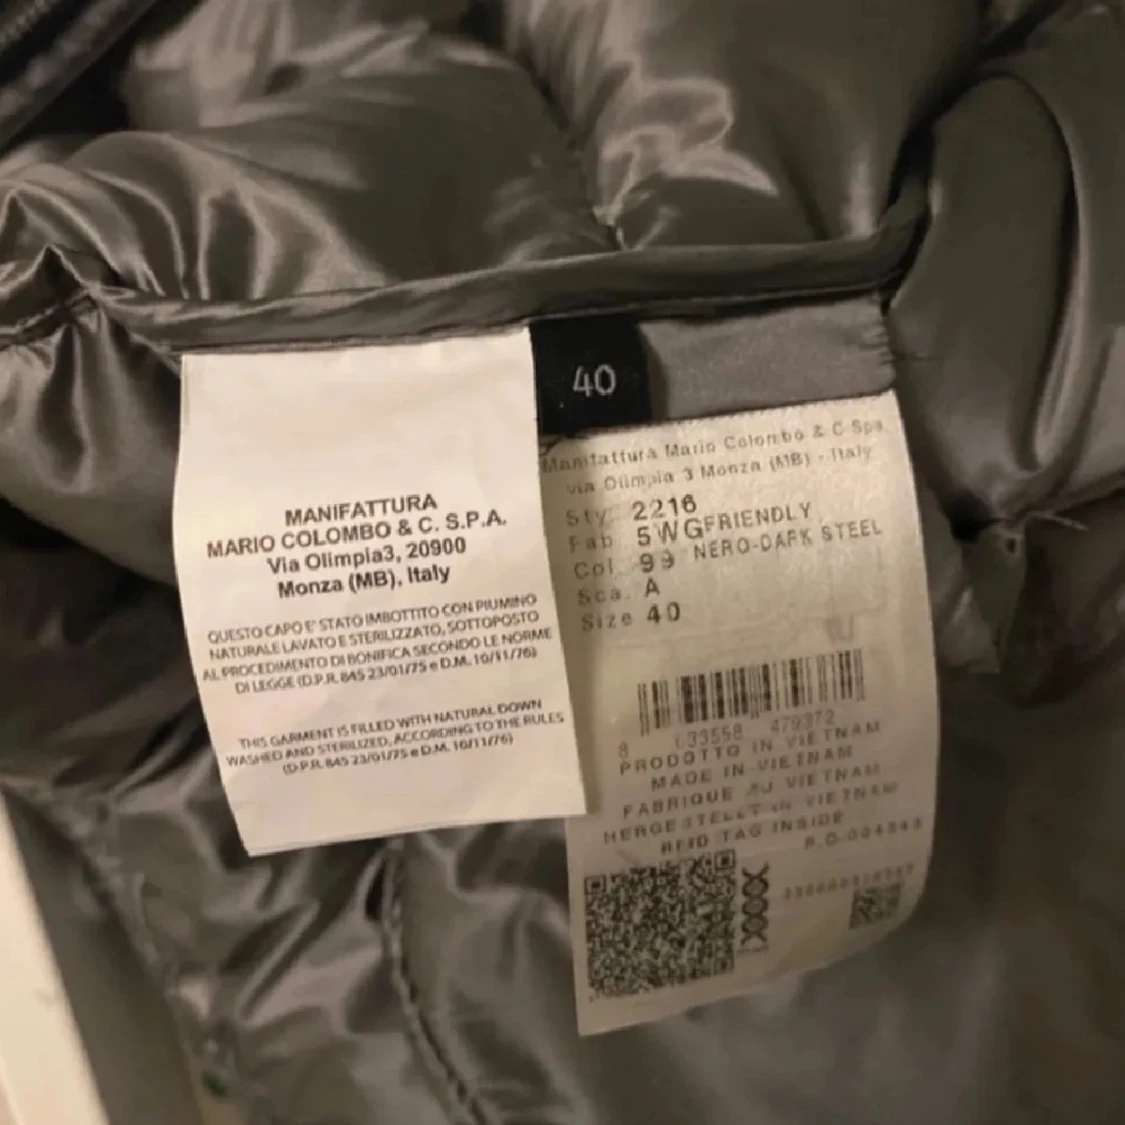 40
MANIFATTURA
MARIO COLOMBO & C. S.P.A.
Via Olimpia3, 20900
Monza (MB), Italy
QUESTO CAPO E' STATO IMBOTTITO CON PIUMINO
NATURALE LAVATO E STERILIZZATO, SOTTOPOSTO
AL PROCEDIMENTO DI BONIFICA SECONDO LE NORME
DI LEGGE (D.P.R. 845 23/01/75 e D.M. 10/11/76)
THIS GARMENT IS FILLED WITH NATURAL DOWN
WASHED AND STERILIZED, ACCORDING TO THE RULES
(D.P.R. 845 23/01/75 e D.M. 10/11/76)
Manifattura Mario Colombo & C Spa
via Olimpia 3 Monza (MB) - Italy
Sty 2216
Fab 5WGFRIENDLY
Col. 99 NERO-DARK STEEL
Sca. A
Size 40
8 033558 479372
PRODOTTO IN VIETNAM
MADE IN VIETNAM
FABRIQUE AU VIETNAM
HERGESTELLT IN VIETNAM
RFID TAG INSIDE